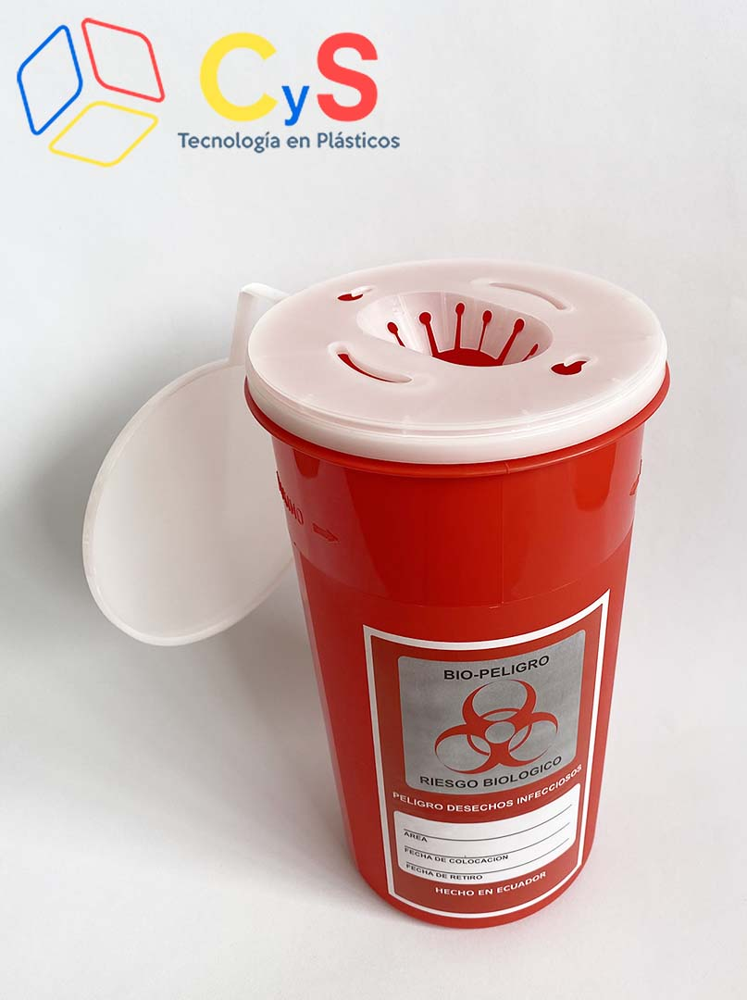 CyS
Tecnología en Plásticos
BIO-PELIGRO
RIESGO BIOLOGICO
PELIGRO DESECHOS INFECCIOSOS
AREA
FECHA DE COLOCACION
FECHA DE RETIRO
HECHO EN ECUADOR